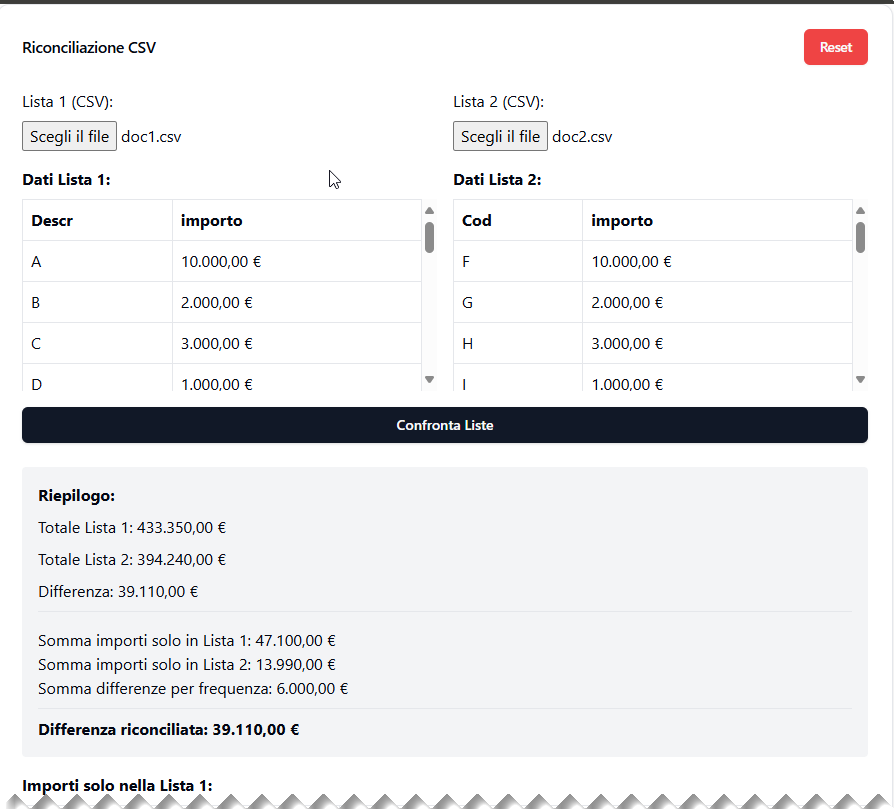 Riconciliazione CSV
Reset
Lista 1 (CSV):
Scegli il file doc1.csv
Lista 2 (CSV):
Scegli il file doc2.csv
Dati Lista 1:
Descr importo
A 10.000,00 €
B 2.000,00 €
C 3.000,00 €
D 1.000,00 €
Dati Lista 2:
Cod importo
F 10.000,00 €
G 2.000,00 €
H 3.000,00 €
I 1.000,00 €
Confronta Liste
Riepilogo:
Totale Lista 1: 433.350,00 €
Totale Lista 2: 394.240,00 €
Differenza: 39.110,00 €
Somma importi solo in Lista 1: 47.100,00 €
Somma importi solo in Lista 2: 13.990,00 €
Somma differenze per frequenza: 6.000,00 €
Differenza riconciliata: 39.110,00 €
Importi solo nella Lista 1: